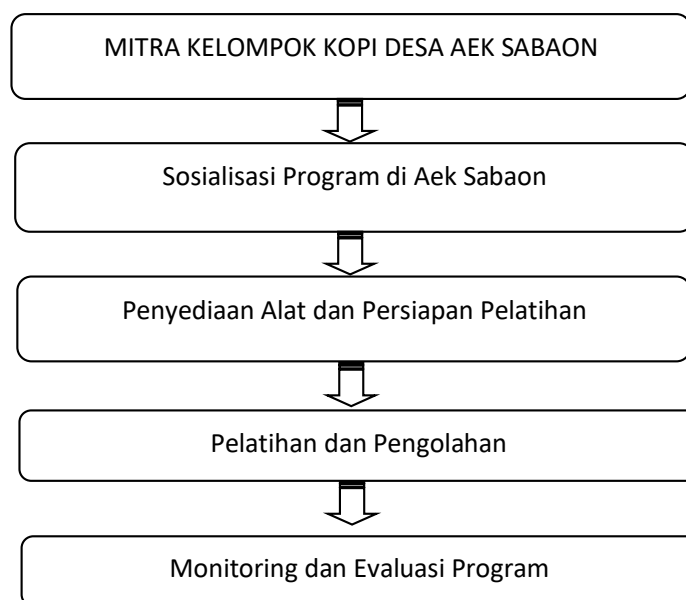 MITRA KELOMPOK KOPI DESA AEK SABAON
Sosialisasi Program di Aek Sabaon
Penyediaan Alat dan Persiapan Pelatihan
Pelatihan dan Pengolahan
Monitoring dan Evaluasi Program